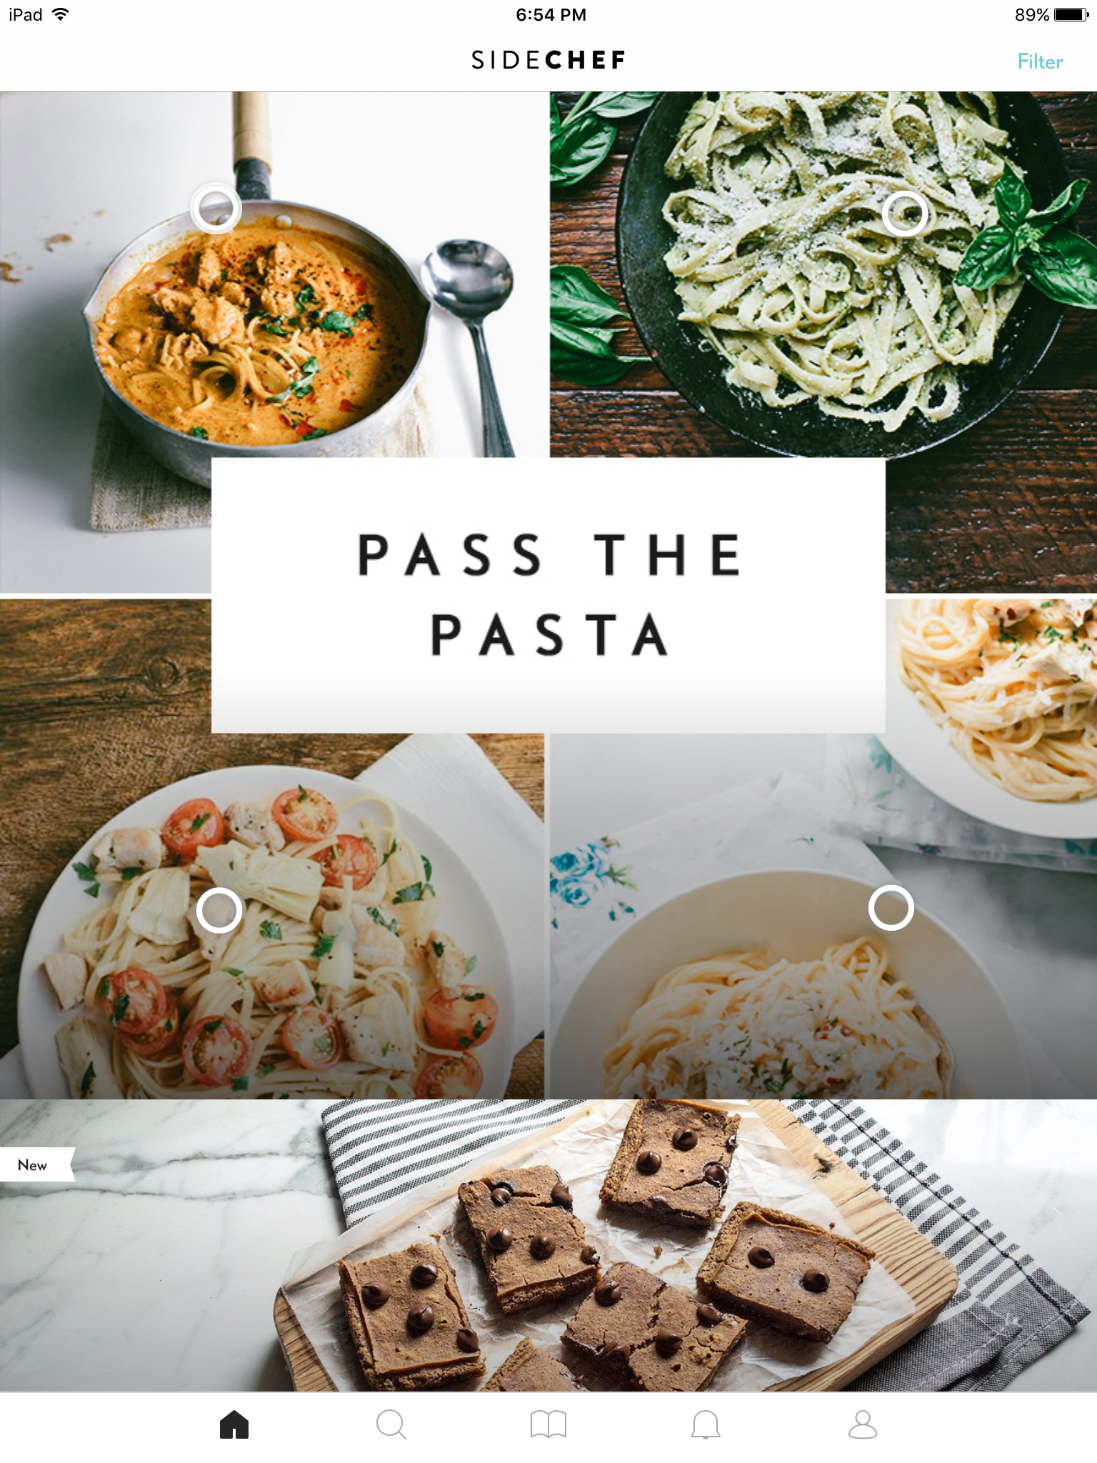 iPad 6:54 PM 89%
SIDECHEF
Filter
PASS THE
PASTA
New